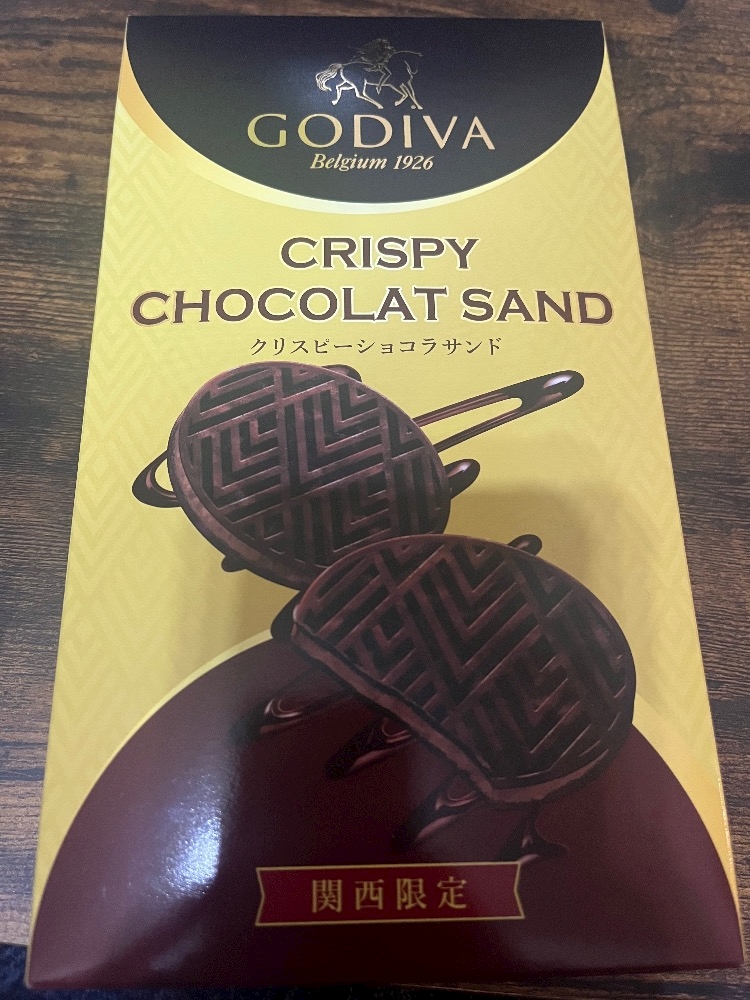 GODIVA
Belgium 1926
CRISPY
CHOCOLAT SAND
クリスピーショコラサンド
関西限定